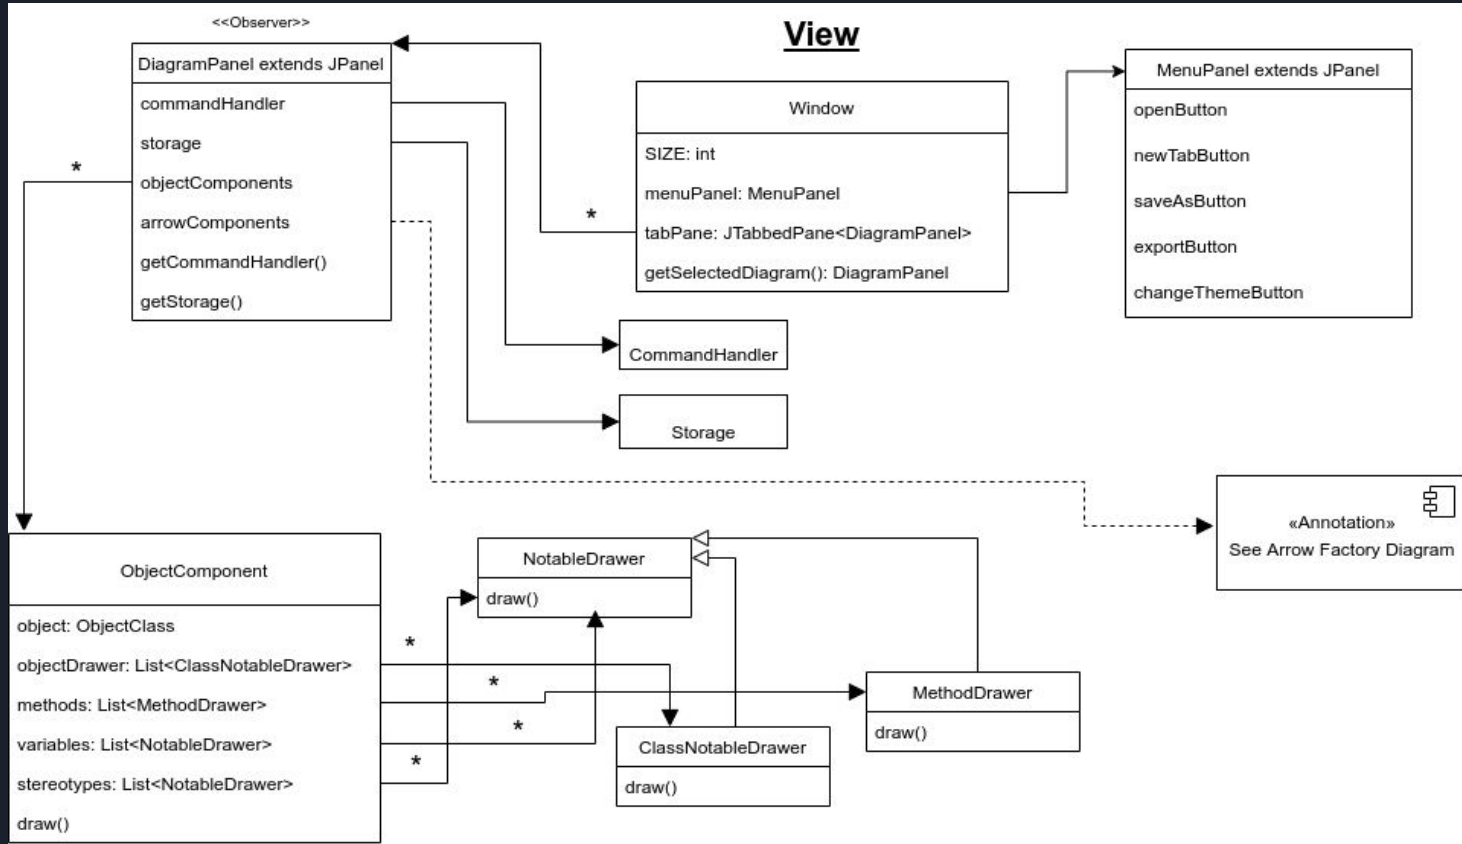 View
<<Observer>>
DiagramPanel extends JPanel
commandHandler
storage
objectComponents
arrowComponents
getCommandHandler()
getStorage()
*
*
Window
SIZE: int
menuPanel: MenuPanel
tabPane: JTabbedPane<DiagramPanel>
getSelectedDiagram(): DiagramPanel
MenuPanel extends JPanel
openButton
newTabButton
saveAsButton
exportButton
changeThemeButton
CommandHandler
Storage
«Annotation»
See Arrow Factory Diagram
ObjectComponent
object: ObjectClass
objectDrawer: List<ClassNotableDrawer>
methods: List<MethodDrawer>
variables: List<NotableDrawer>
stereotypes: List<NotableDrawer>
draw()
*
*
*
*
NotableDrawer
draw()
ClassNotableDrawer
draw()
MethodDrawer
draw()